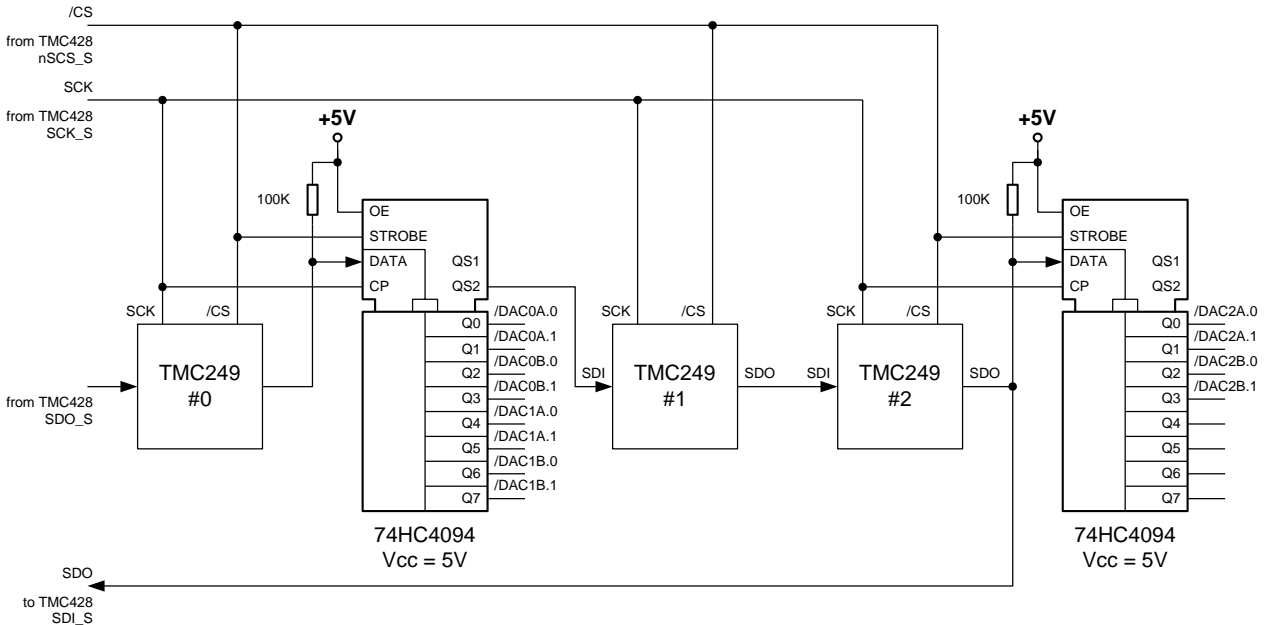 /CS
from TMC428
nSCS_S
SCK
from TMC428
SCK_S
+5V
100K
OE
STROBE
DATA
CP
QS1
QS2
+5V
100K
OE
STROBE
DATA
CP
QS1
QS2
SCK
/CS
TMC249
#0
from TMC428
SDO_S
Q0
/DAC0A.0
Q1
/DAC0A.1
Q2
/DAC0B.0
Q3
/DAC0B.1
Q4
/DAC1A.0
Q5
/DAC1A.1
Q6
/DAC1B.0
Q7
/DAC1B.1
74HC4094
Vcc = 5V
SCK
/CS
SDI
TMC249
#1
SDO
SCK
/CS
SDI
TMC249
#2
SDO
Q0
/DAC2A.0
Q1
/DAC2A.1
Q2
/DAC2B.0
Q3
/DAC2B.1
Q4
Q5
Q6
Q7
74HC4094
Vcc = 5V
SDO
to TMC428
SDI_S